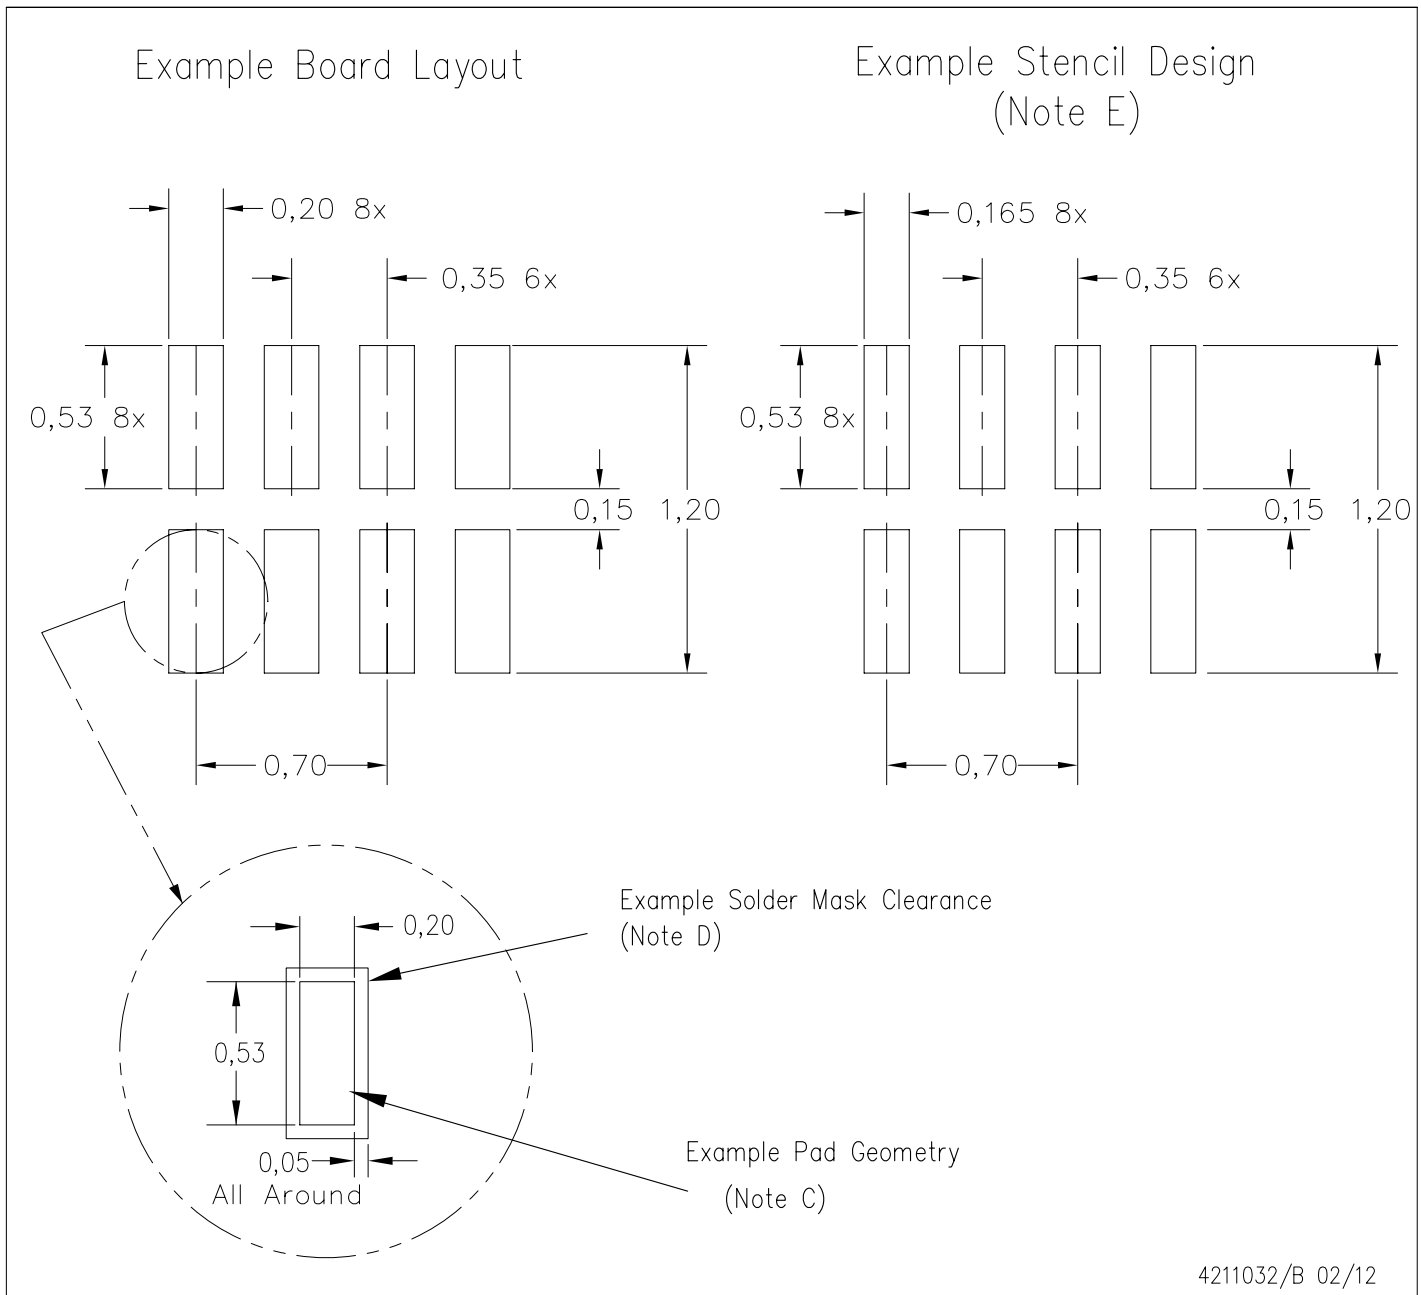 Example Board Layout
Example Stencil Design
(Note E)
0,20 8x
0,35 6x
0,53 8x
0,15
1,20
0,70
0,165 8x
0,35 6x
0,53 8x
0,15
1,20
0,70
Example Solder Mask Clearance
(Note D)
0,20
0,53
0,05
All Around
Example Pad Geometry
(Note C)
4211032/B 02/12